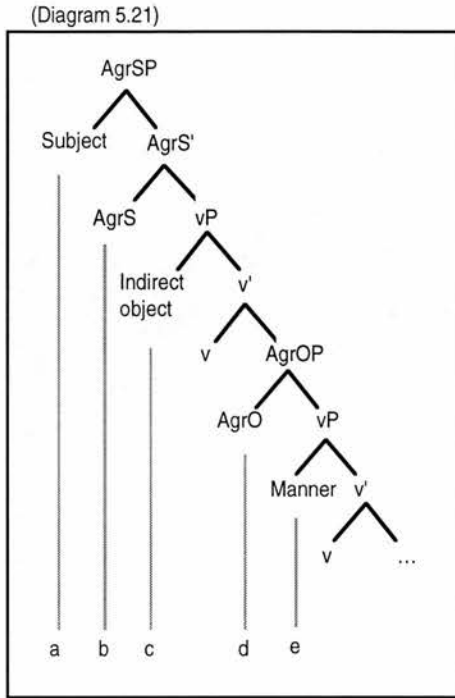 (Diagram 5.21)
AgrSP
Subject AgrS'
AgrS vP
Indirect object v'
v AgrOP
AgrO vP
Manner v'
v ...
a b c d e